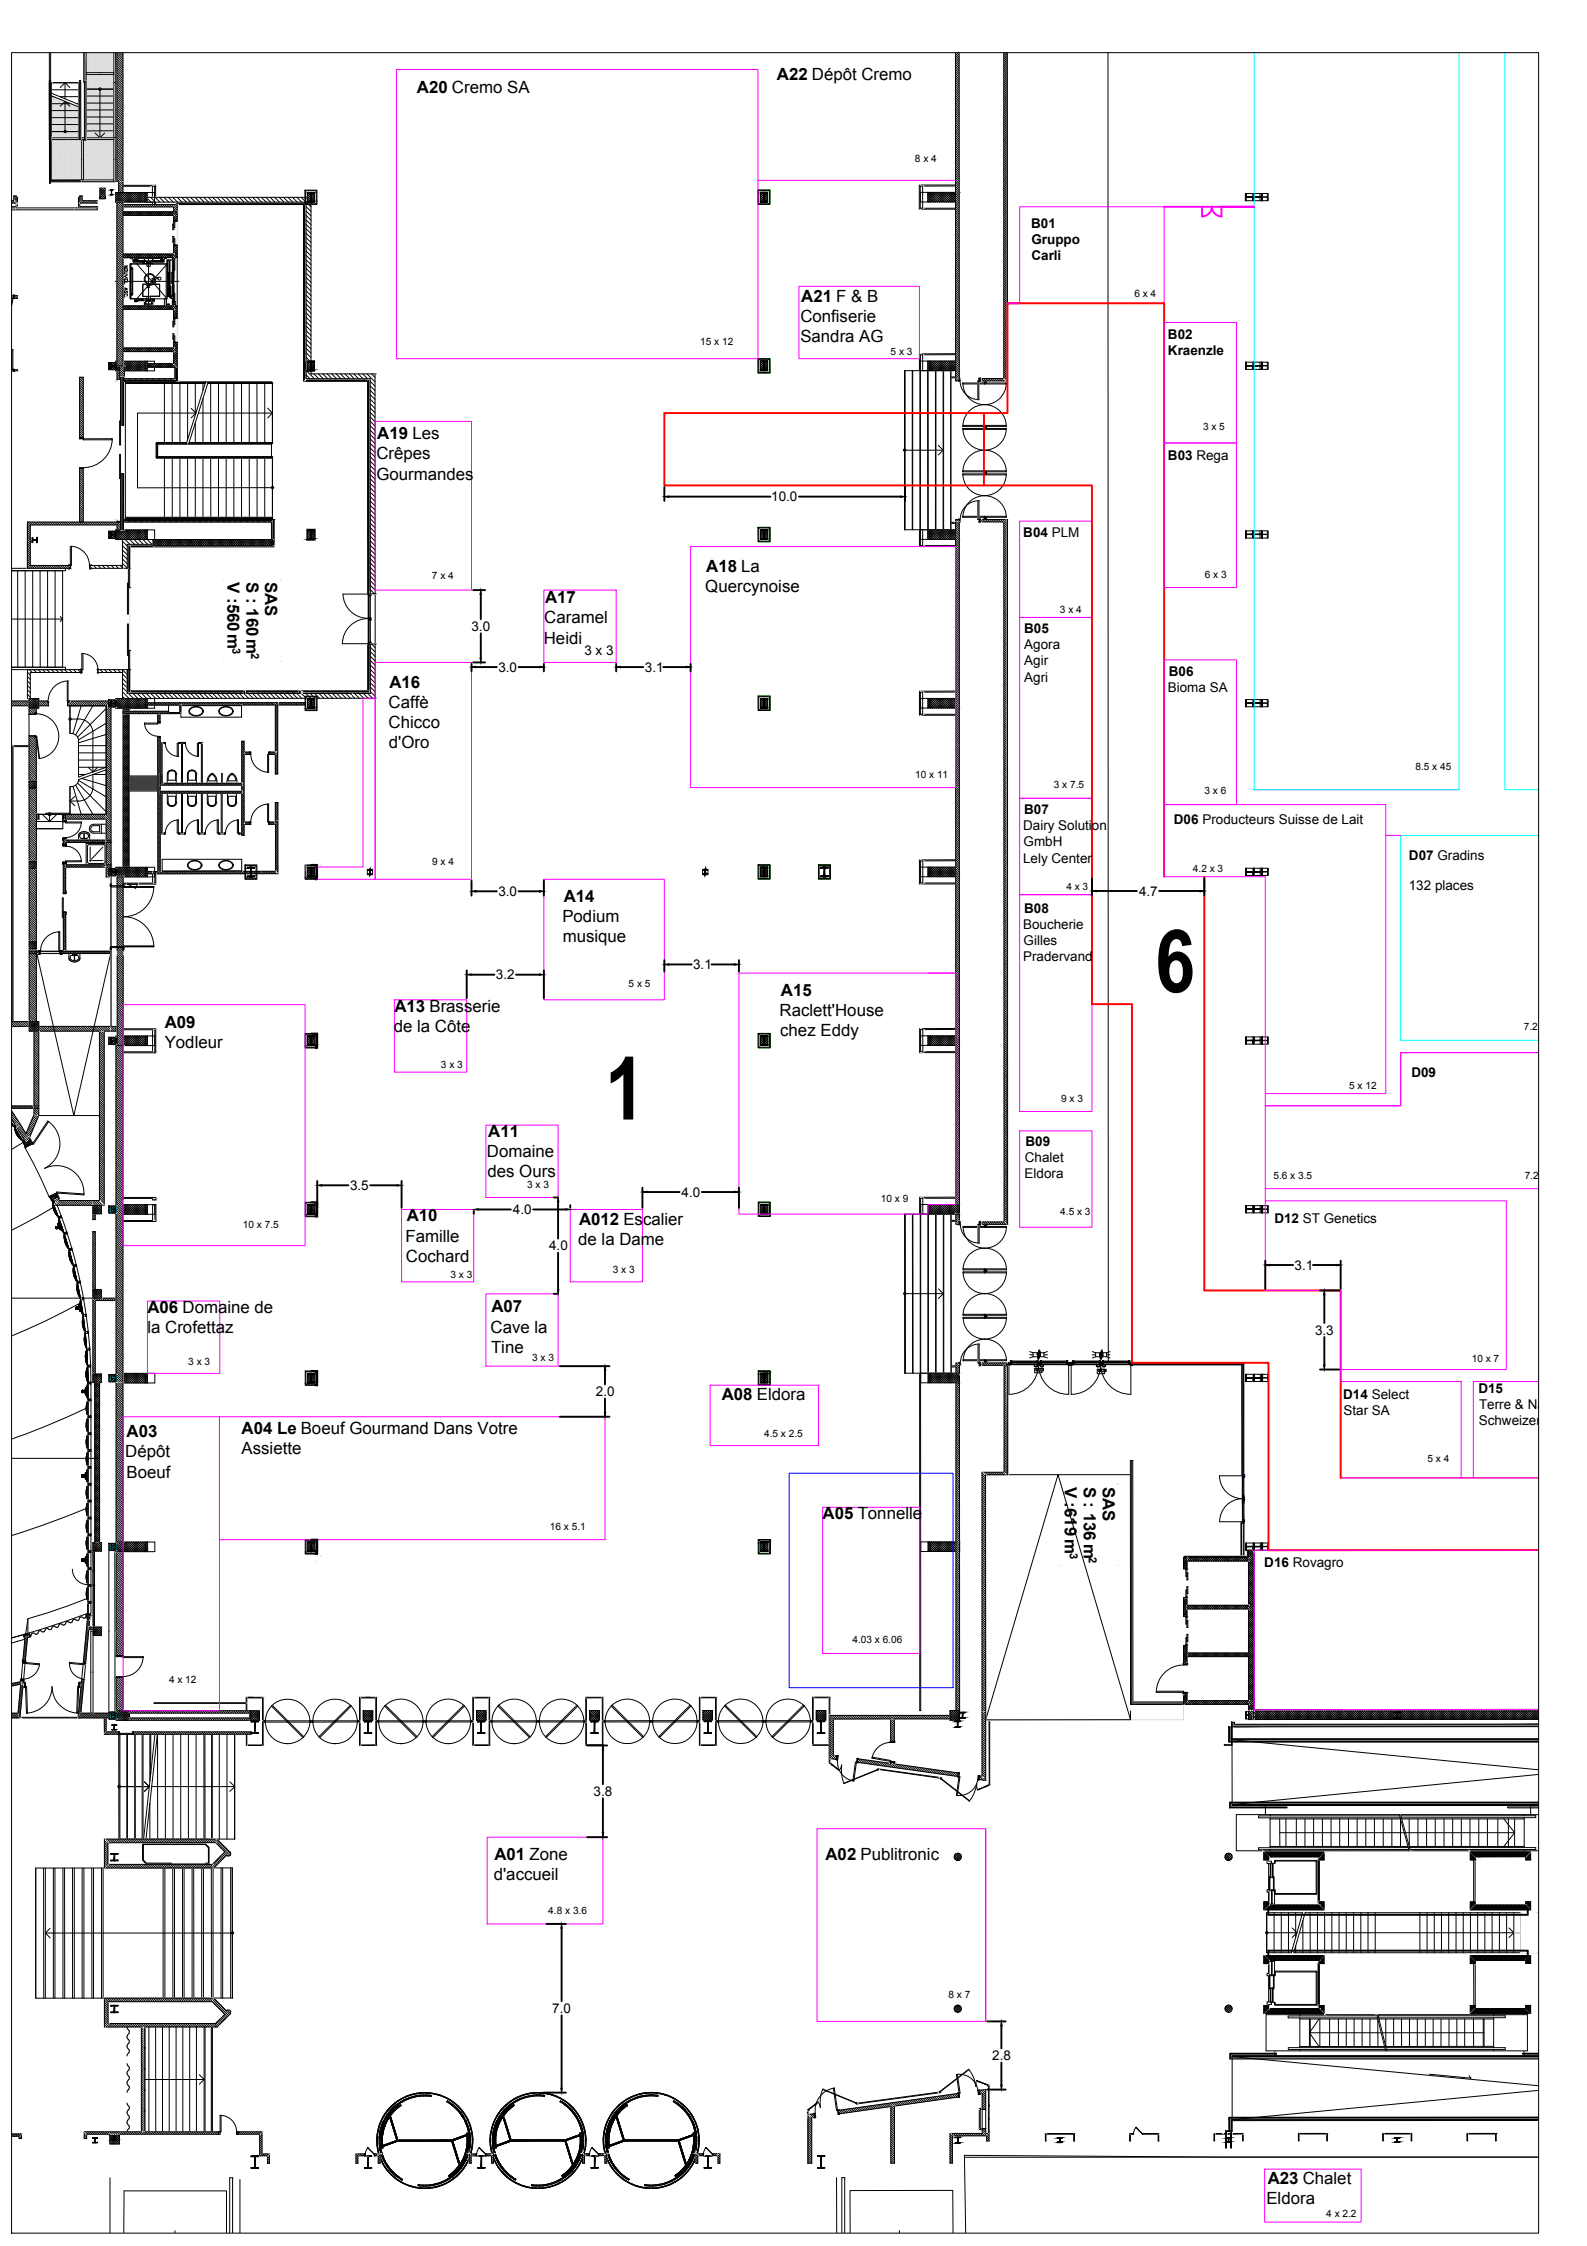 A20 Cremo SA
15 x 12
A22 Dépôt Cremo
8 x 4
A21 F & B
Confiserie
Sandra AG
5 x 3
B01
Gruppo
Carli
6 x 4
B02
Kraenzle
3 x 5
B03 Rega
6 x 3
A19 Les
Crêpes
Gourmandes
7 x 4
10.0
SAS
S : 160 m²
V : 560 m³
3.0
A17
Caramel
Heidi
3 x 3
3.0
3.1
A18 La
Quercynoise
10 x 11
B04 PLM
3 x 4
B05
Agora
Agir
Agri
3 x 7.5
B06
Bioma SA
3 x 6
8.5 x 45
A16
Caffè
Chicco
d'Oro
9 x 4
B07
Dairy Solution
GmbH
Lely Center
4 x 3
D06 Producteurs Suisse de Lait
4.2 x 3
5 x 12
D07 Gradins
132 places
7.2
3.0
A14
Podium
musique
5 x 5
3.2
3.1
4.7
B08
Boucherie
Gilles
Pradervand
9 x 3
6
A09
Yodleur
10 x 7.5
A13 Brasserie
de la Côte
3 x 3
1
A15
Raclett'House
chez Eddy
10 x 9
D09
5.6 x 3.5
7.2
A11
Domaine
des Ours
3 x 3
B09
Chalet
Eldora
4.5 x 3
3.5
4.0
4.0
4.0
A10
Famille
Cochard
3 x 3
A012 Escalier
de la Dame
3 x 3
D12 ST Genetics
10 x 7
3.1
3.3
A06 Domaine de
la Crofettaz
3 x 3
A07
Cave la
Tine
3 x 3
2.0
A08 Eldora
4.5 x 2.5
D14 Select
Star SA
5 x 4
D15
Terre & N
Schweizer
A03
Dépôt
Boeuf
4 x 12
A04 Le Boeuf Gourmand Dans Votre
Assiette
16 x 5.1
A05 Tonnelle
4.03 x 6.06
SAS
S : 136 m²
V : 619 m³
D16 Rovagro
3.8
A01 Zone
d'accueil
4.8 x 3.6
A02 Publitronic
8 x 7
7.0
2.8
A23 Chalet
Eldora
4 x 2.2